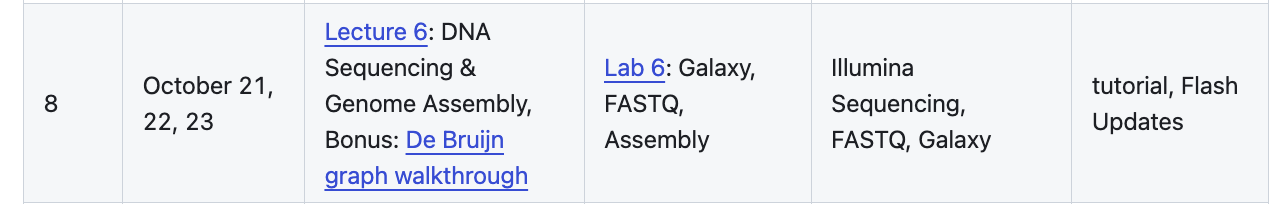 8
October 21,
22, 23
Lecture 6: DNA
Sequencing &
Genome Assembly,
Bonus: De Bruijn
graph walkthrough
Lab 6: Galaxy,
FASTQ,
Assembly
Illumina
Sequencing,
FASTQ, Galaxy
tutorial, Flash
Updates